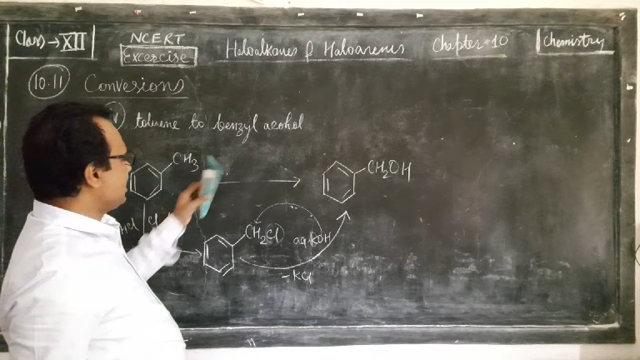 Class → XII
NCERT
Excercise
Haloalkanes & Haloarenes
Chapter - 10
Chemistry
10.11 Conversions
toluene to benzyl acohol
CH3
CH2OH
CH2Cl
aq KOH
-KCl